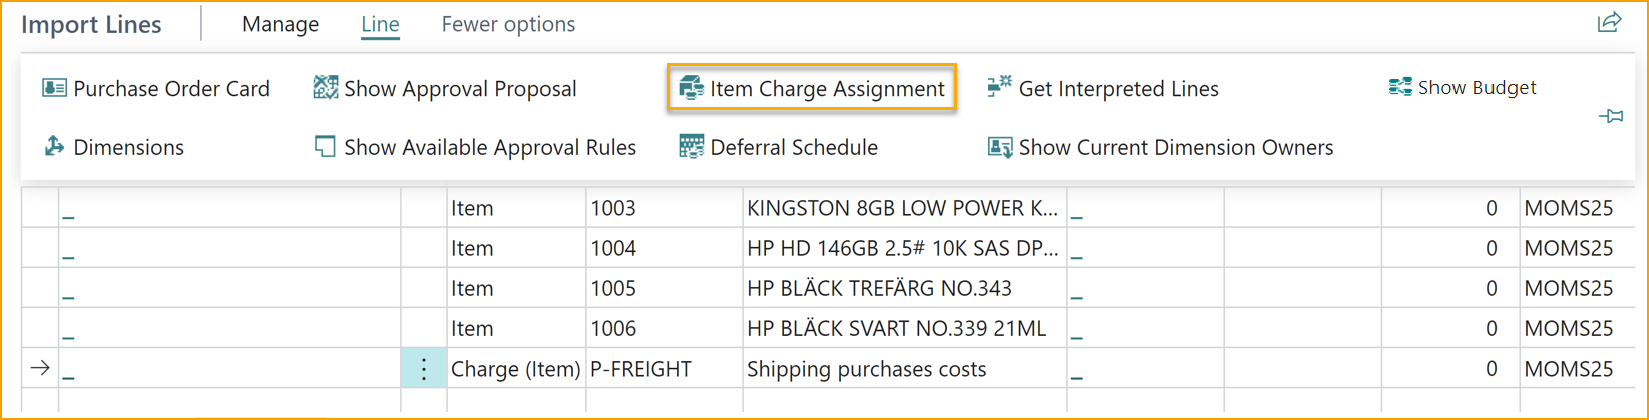 Import Lines Manage Line Fewer options
Purchase Order Card Show Approval Proposal Item Charge Assignment Get Interpreted Lines Show Budget
Dimensions Show Available Approval Rules Deferral Schedule Show Current Dimension Owners
_ Item 1003 KINGSTON 8GB LOW POWER K... _ 0 MOMS25
_ Item 1004 HP HD 146GB 2.5# 10K SAS DP... _ 0 MOMS25
_ Item 1005 HP BLÄCK TREFÄRG NO.343 _ 0 MOMS25
_ Item 1006 HP BLÄCK SVART NO.339 21ML _ 0 MOMS25
_ Charge (Item) P-FREIGHT Shipping purchases costs _ 0 MOMS25